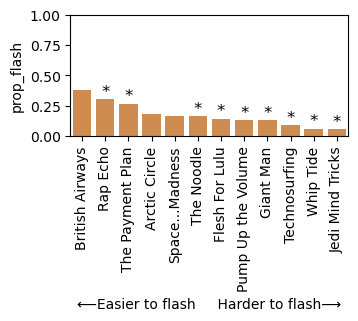 1.00
0.75
0.50
0.25
0.00
prop_flash
* * * * * * * * *
British Airways
Rap Echo
The Payment Plan
Arctic Circle
Space...Madness
The Noodle
Flesh For Lulu
Pump Up the Volume
Giant Man
Technosurfing
Whip Tide
Jedi Mind Tricks
⟵Easier to flash Harder to flash⟶